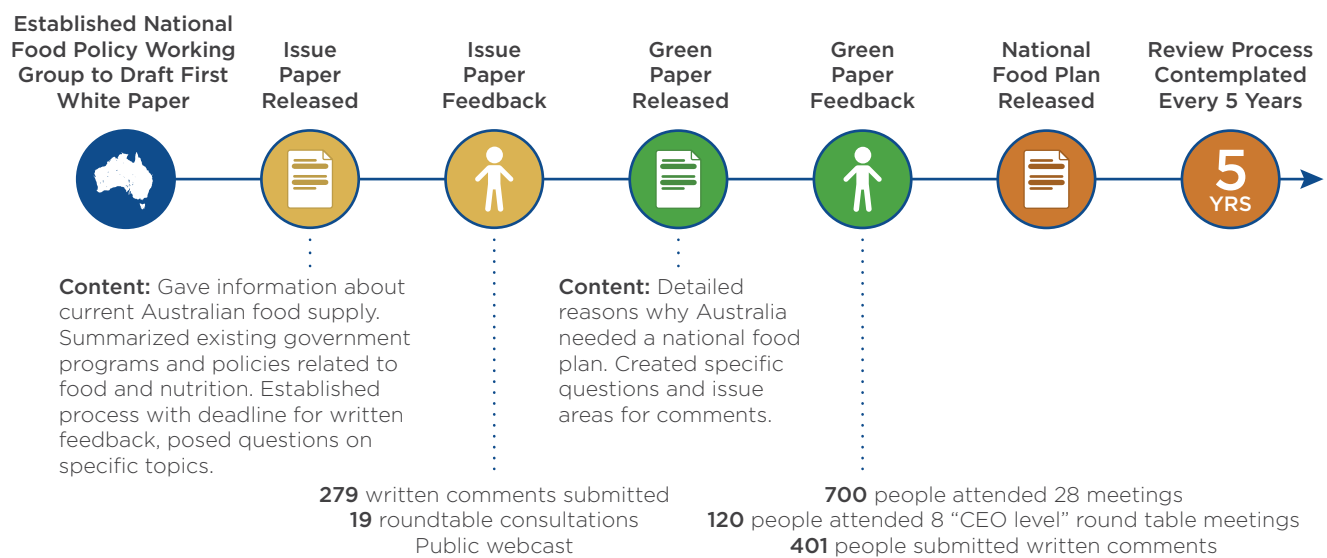 Established National
Food Policy Working
Group to Draft First
White Paper
Issue
Paper
Released
Issue
Paper
Feedback
Green
Paper
Released
Green
Paper
Feedback
National
Food Plan
Released
Review Process
Contemplated
Every 5 Years
5
YRS
Content: Gave information about
current Australian food supply.
Summarized existing government
programs and policies related to
food and nutrition. Established
process with deadline for written
feedback, posed questions on
specific topics.
279 written comments submitted
19 roundtable consultations
Public webcast
Content: Detailed
reasons why Australia
needed a national food
plan. Created specific
questions and issue
areas for comments.
700 people attended 28 meetings
120 people attended 8 “CEO level” round table meetings
401 people submitted written comments